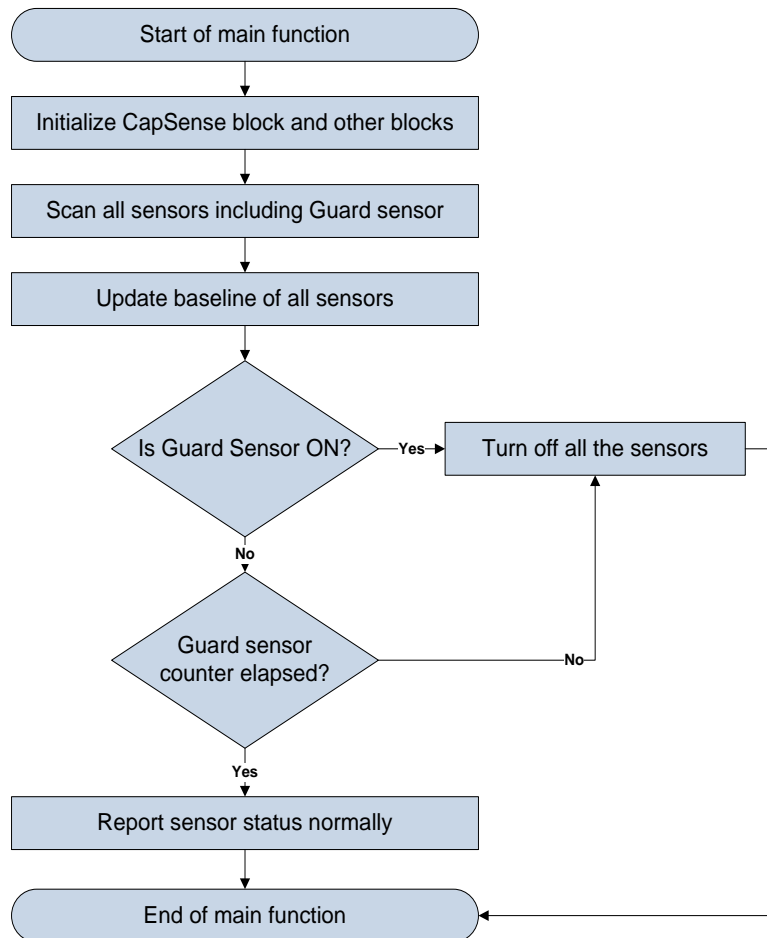 Start of main function
Initialize CapSense block and other blocks
Scan all sensors including Guard sensor
Update baseline of all sensors
Is Guard Sensor ON?
Yes
Turn off all the sensors
No
Guard sensor
counter elapsed?
No
Yes
Report sensor status normally
End of main function